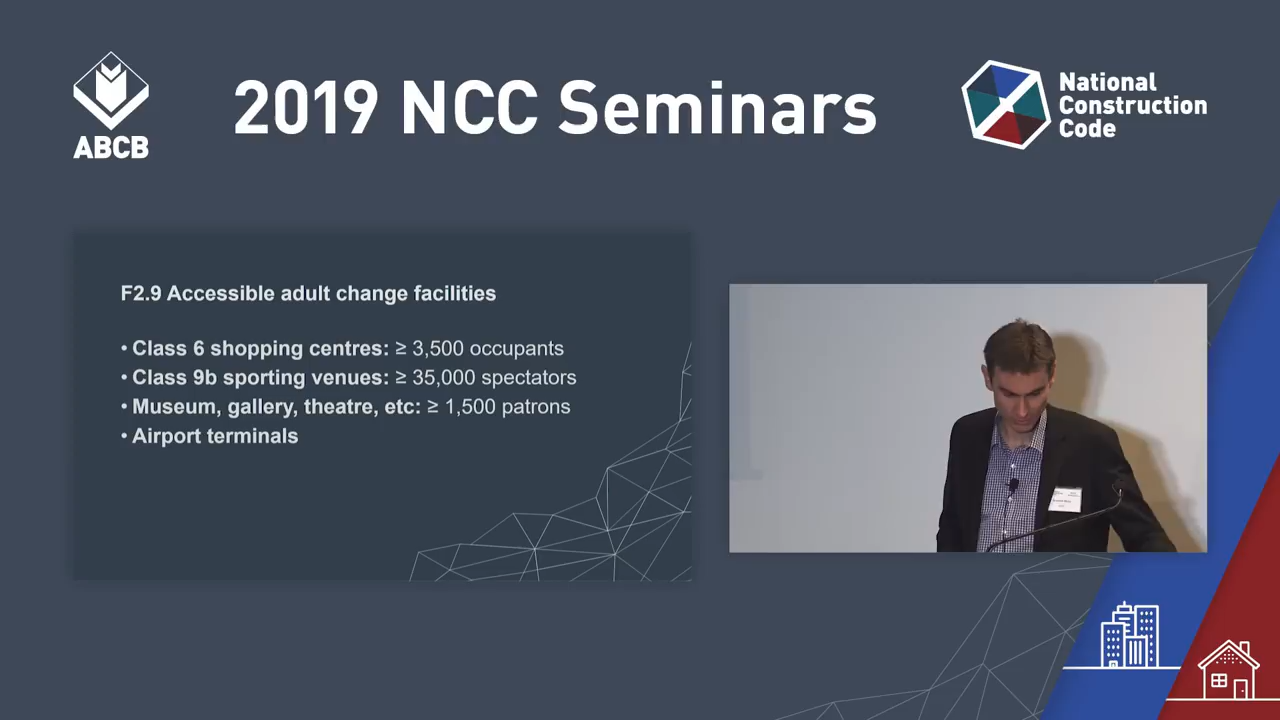 2019 NCC Seminars
ABCB
National
Construction
Code
F2.9 Accessible adult change facilities
• Class 6 shopping centres: ≥ 3,500 occupants
• Class 9b sporting venues: ≥ 35,000 spectators
• Museum, gallery, theatre, etc: ≥ 1,500 patrons
• Airport terminals